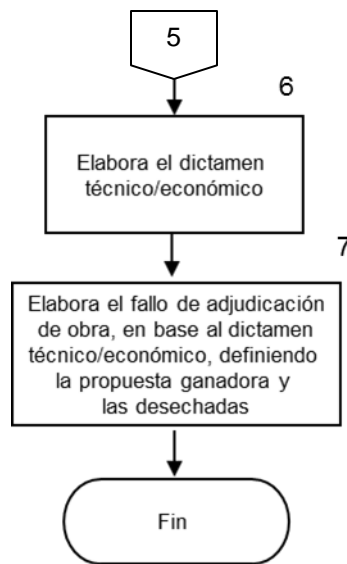 5
6
Elabora el dictamen
técnico/económico
7
Elabora el fallo de adjudicación
de obra, en base al dictamen
técnico/económico, definiendo
la propuesta ganadora y
las desechadas
Fin